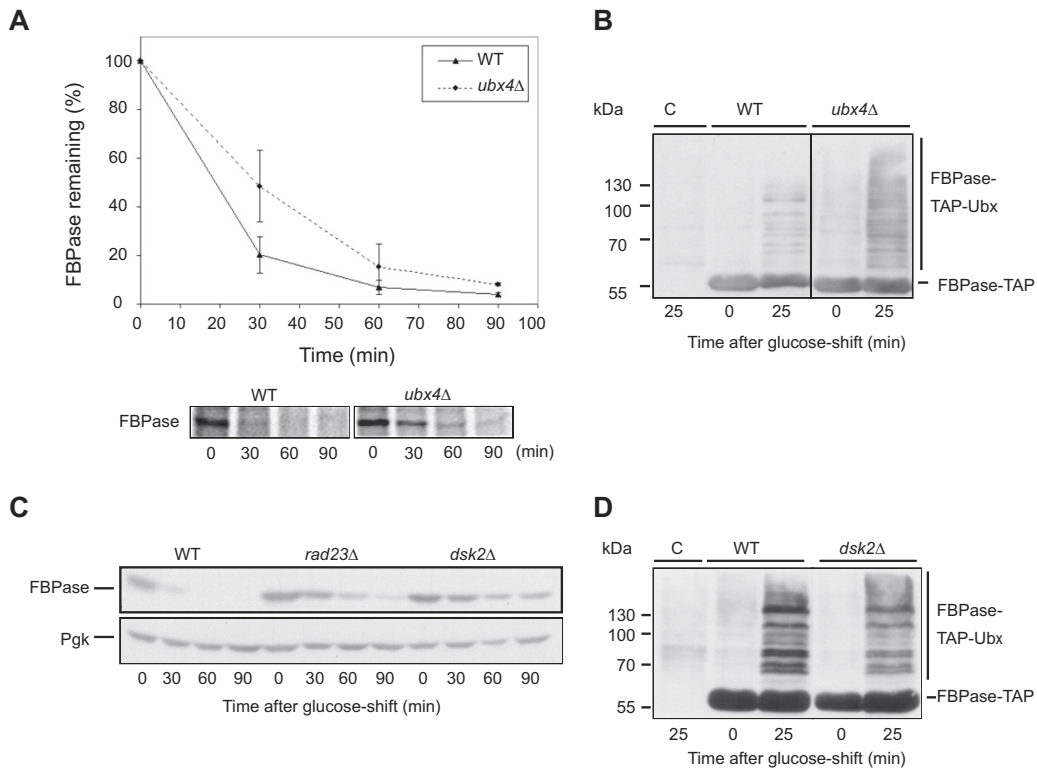 A
FBPase remaining (%)
100
80
60
40
20
0
0 10 20 30 40 50 60 70 80 90 100
Time (min)
WT
ubx4Δ
WT ubx4Δ
FBPase
0 30 60 90 0 30 60 90 (min)
B
kDa C WT ubx4Δ
130
100
70
55
FBPase-
TAP-Ubx
FBPase-TAP
25 0 25 0 25
Time after glucose-shift (min)
C
WT rad23Δ dsk2Δ
FBPase
Pgk
0 30 60 90 0 30 60 90 0 30 60 90
Time after glucose-shift (min)
D
kDa C WT dsk2Δ
130
100
70
55
FBPase-
TAP-Ubx
FBPase-TAP
25 0 25 0 25
Time after glucose-shift (min)